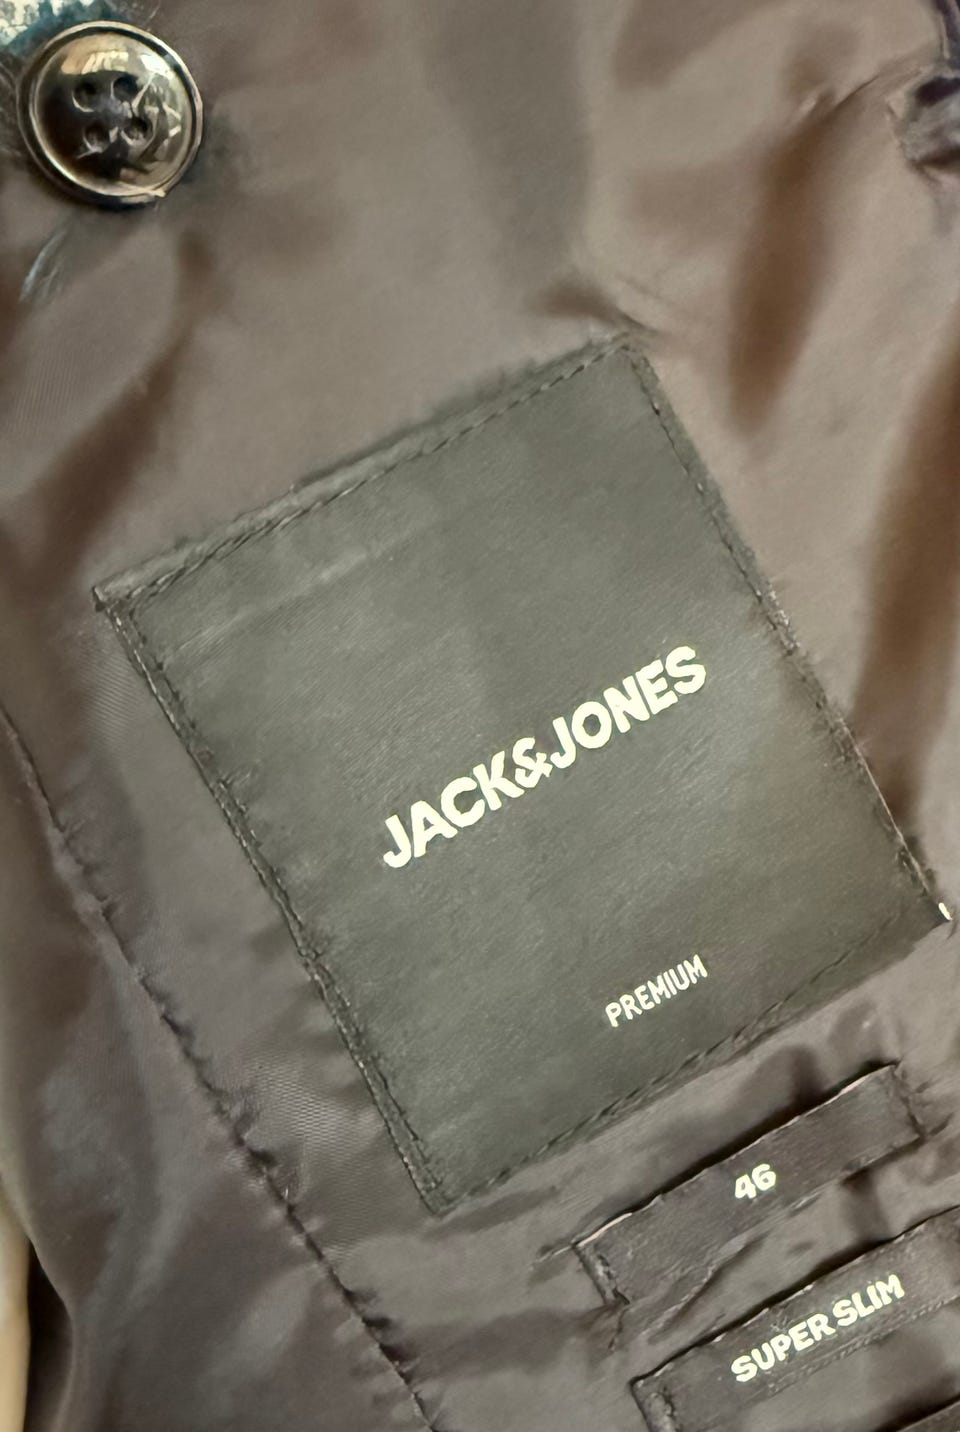 JACK&JONES
PREMIUM
46
SUPER SLIM